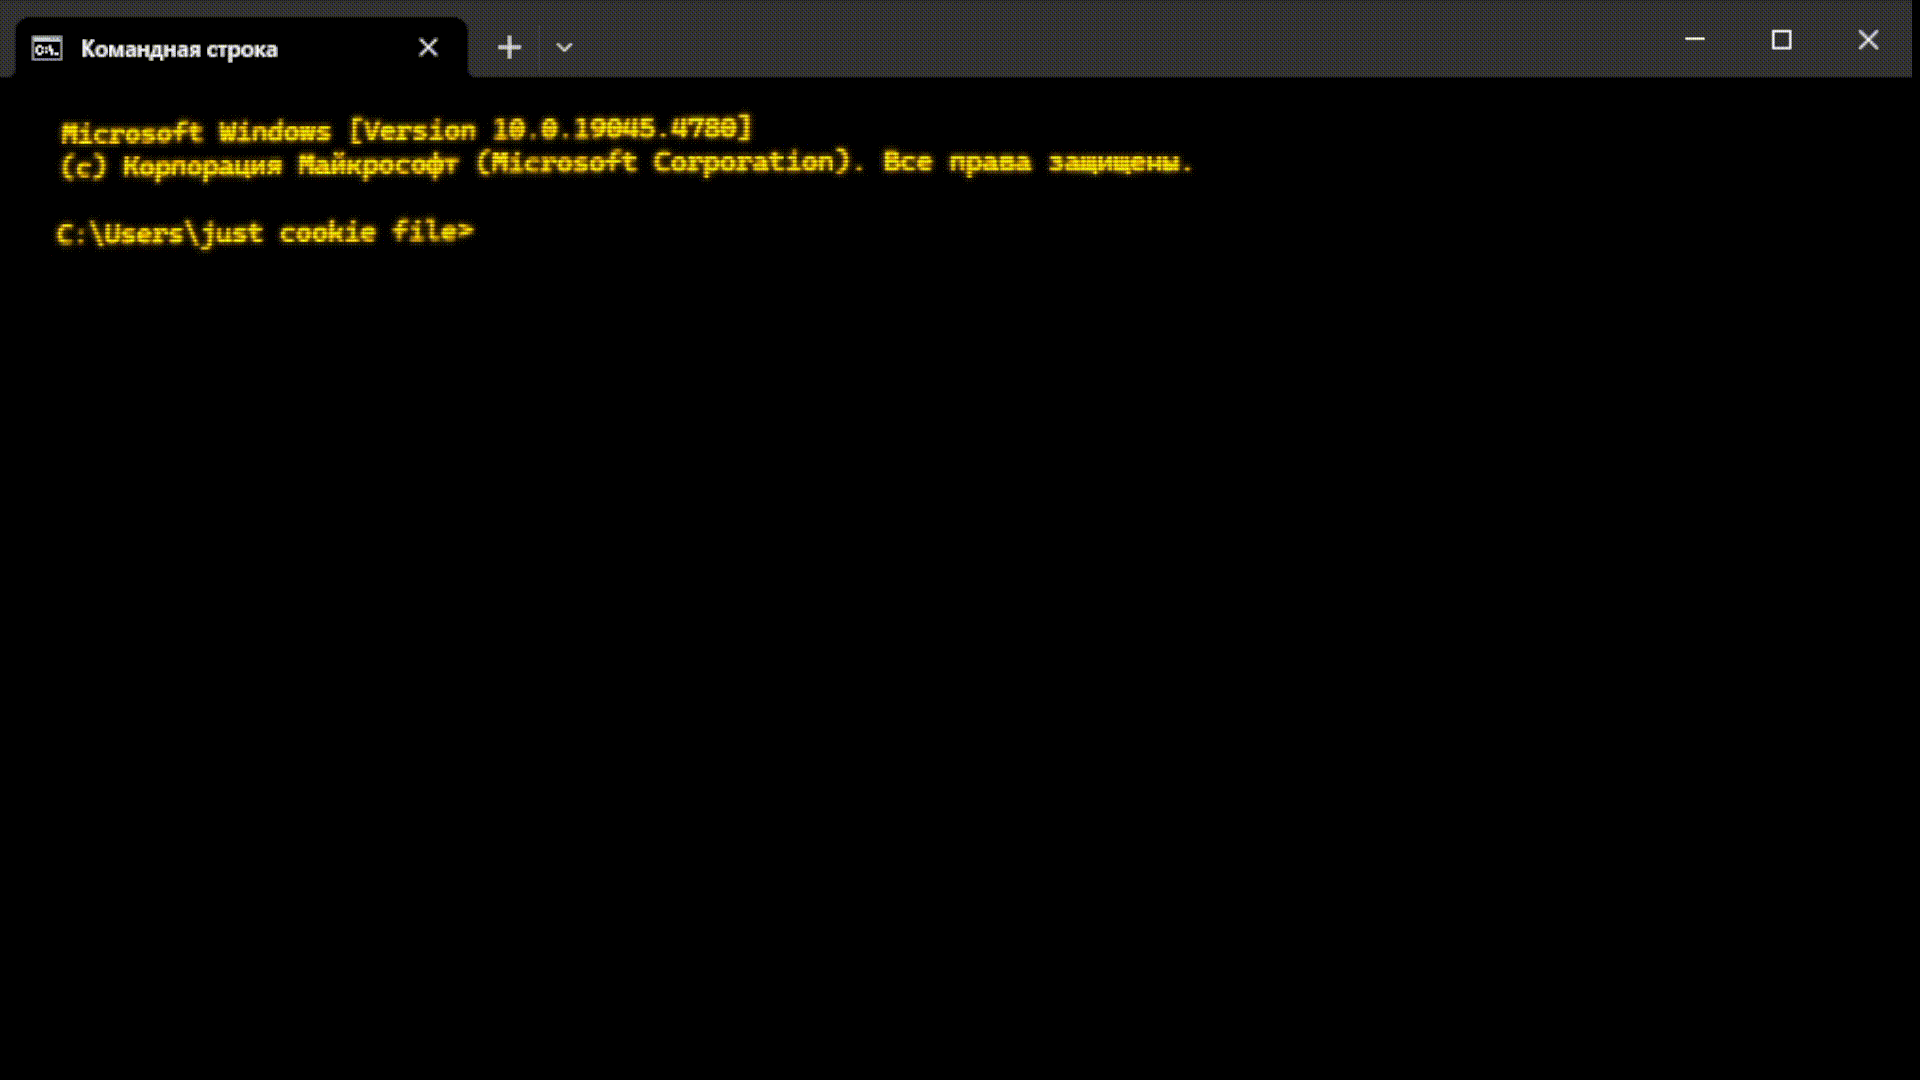 Командная строка
Microsoft Windows [Version 10.0.19045.4780]
(c) Корпорация Майкрософт (Microsoft Corporation). Все права защищены.
C:\Users\just cookie file>